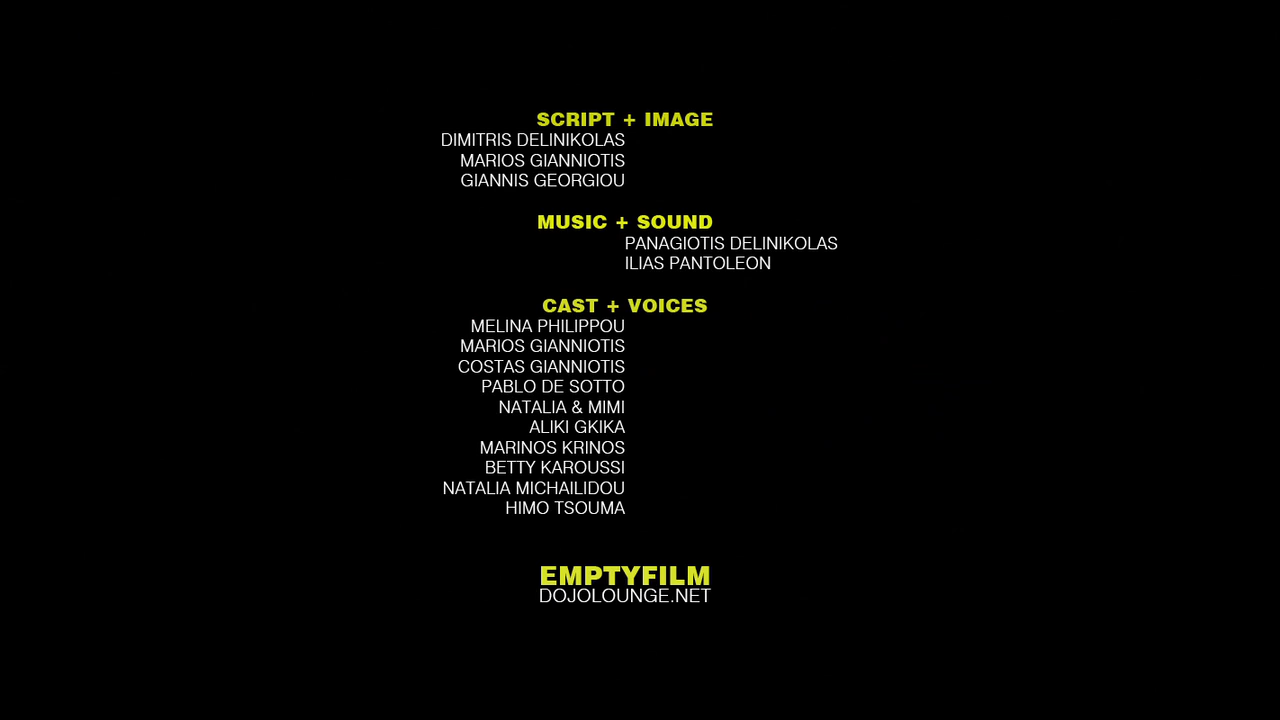 SCRIPT + IMAGE
DIMITRIS DELINIKOLAS
MARIOS GIANNIOTIS
GIANNIS GEORGIOU
MUSIC + SOUND
PANAGIOTIS DELINIKOLAS
ILIAS PANTOLEON
CAST + VOICES
MELINA PHILIPPOU
MARIOS GIANNIOTIS
COSTAS GIANNIOTIS
PABLO DE SOTTO
NATALIA & MIMI
ALIKI GKIKA
MARINOS KRINOS
BETTY KAROUSSI
NATALIA MICHAILIDOU
HIMO TSOUMA
EMPTYFILM
DOJOLOUNGE.NET